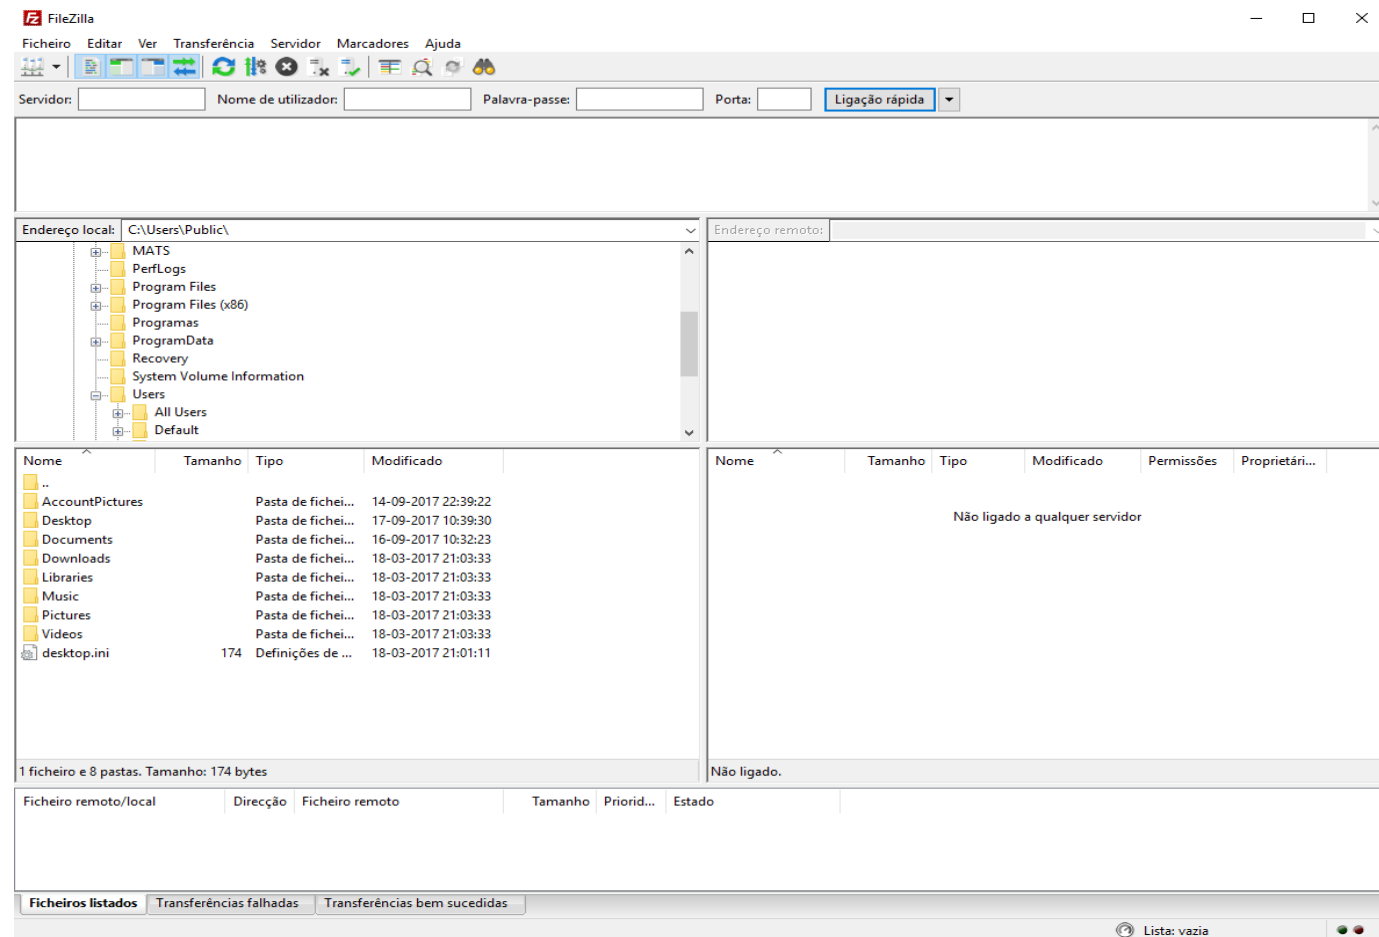 FileZilla
Ficheiro Editar Ver Transferência Servidor Marcadores Ajuda
Servidor: Nome de utilizador: Palavra-passe: Porta: Ligação rápida
Endereço local: C:\Users\Public\
MATS
PerfLogs
Program Files
Program Files (x86)
Programas
ProgramData
Recovery
System Volume Information
Users
All Users
Default
Endereço remoto:
Nome Tamanho Tipo Modificado
..
AccountPictures Pasta de fichei... 14-09-2017 22:39:22
Desktop Pasta de fichei... 17-09-2017 10:39:30
Documents Pasta de fichei... 16-09-2017 10:32:23
Downloads Pasta de fichei... 18-03-2017 21:03:33
Libraries Pasta de fichei... 18-03-2017 21:03:33
Music Pasta de fichei... 18-03-2017 21:03:33
Pictures Pasta de fichei... 18-03-2017 21:03:33
Videos Pasta de fichei... 18-03-2017 21:03:33
desktop.ini 174 Definições de ... 18-03-2017 21:01:11
1 ficheiro e 8 pastas. Tamanho: 174 bytes
Nome Tamanho Tipo Modificado Permissões Proprietári...
Não ligado a qualquer servidor
Não ligado.
Ficheiro remoto/local Direcção Ficheiro remoto Tamanho Priorid... Estado
Ficheiros listados Transferências falhadas Transferências bem sucedidas
Lista: vazia